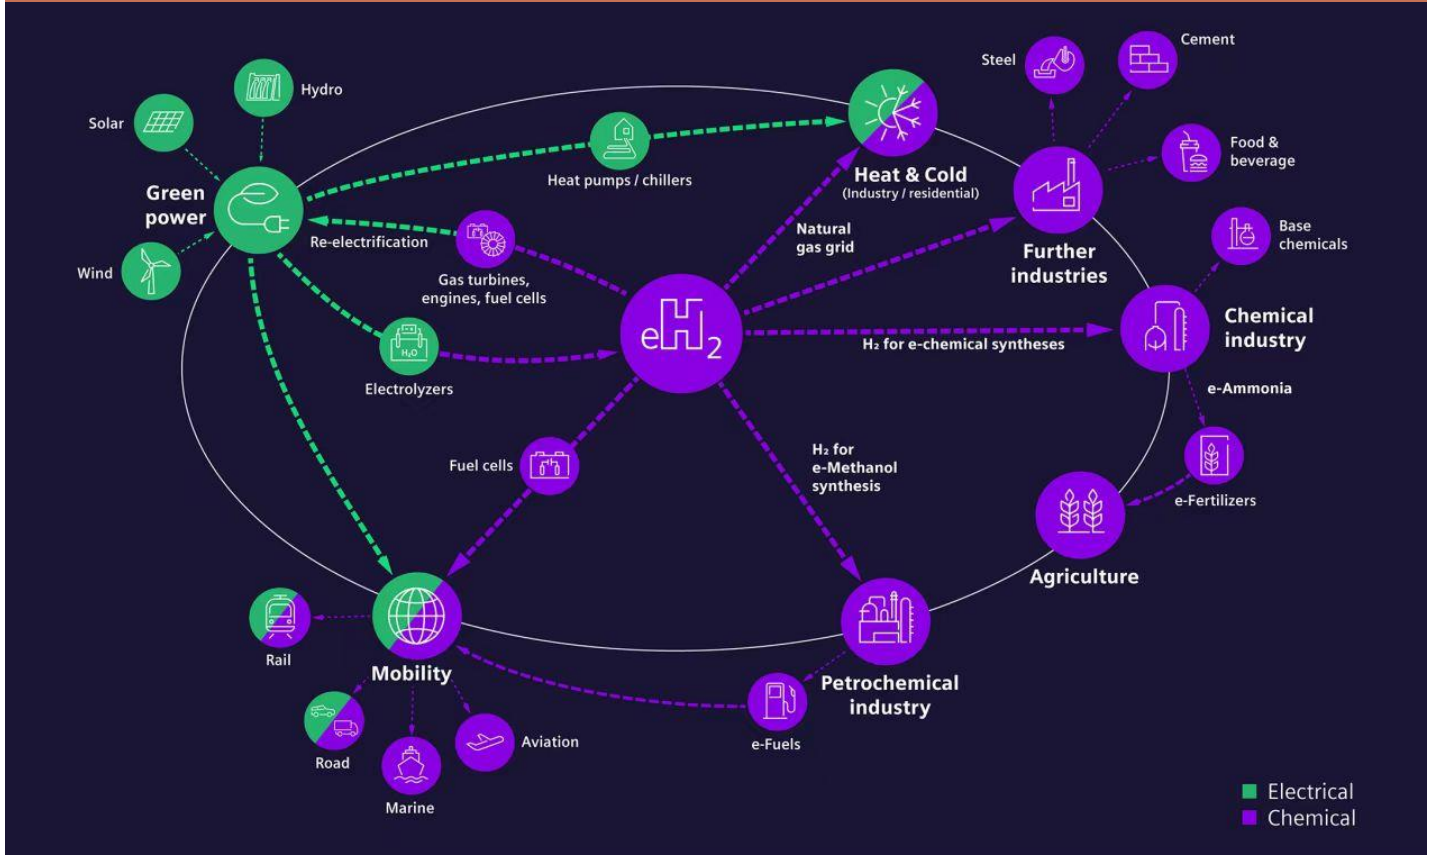 Steel
Cement
Hydro
Solar
Food &
beverage
Heat pumps / chillers
Heat & Cold
(Industry / residential)
Green
power
Natural
gas grid
Further
industries
Base
chemicals
Re-electrification
Wind
Gas turbines,
engines, fuel cells
eH₂
Chemical
industry
H₂ for e-chemical syntheses
H₂O
Electrolyzers
e-Ammonia
H₂ for
e-Methanol
synthesis
Fuel cells
e-Fertilizers
Agriculture
Rail
Mobility
Petrochemical
industry
e-Fuels
Road
Aviation
Marine
Electrical
Chemical